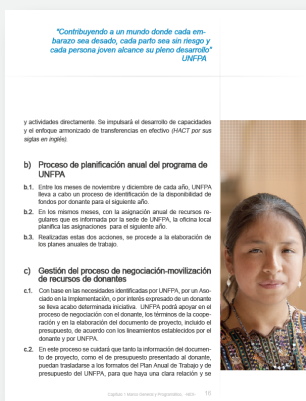 "Contribuyendo a un mundo donde cada em-
barazo sea desado, cada parto sea sin riesgo y
cada persona joven alcance su pleno desarrollo"
UNFPA
y actividades directamente. Se impulsará el desarrollo de capacidades
y el enfoque armonizado de transferencias en efectivo (HACT por sus
siglas en inglés).
b) Proceso de planificación anual del programa de
UNFPA
b.1. Entre los meses de noviembre y diciembre de cada año, UNFPA
lleva a cabo un proceso de identificación de la disponibilidad de
fondos por donante para el siguiente año.
b.2. En los mismos meses, con la asignación anual de recursos re-
gulares que es informada por la sede de UNFPA, la oficina local
planifica las asignaciones para el siguiente año.
b.3. Realizadas estas dos acciones, se procede a la elaboración de
los planes anuales de trabajo.
c) Gestión del proceso de negociación-movilización
de recursos de donantes
c.1. Con base en las necesidades identificadas por UNFPA, por un Aso-
ciado en la Implementación, o por interés expresado de un donante
se lleva acabo determinada iniciativa. UNFPA podrá apoyar en el
proceso de negociación con el donante, los términos de la coope-
ración y en la elaboración del documento de proyecto, incluido el
presupuesto, de acuerdo con los lineamientos establecidos por el
donante y por UNFPA.
c.2. En este proceso se cuidará que tanto la información del documen-
to de proyecto, como el de presupuesto presentado al donante,
puedan trasladarse a los formatos del Plan Anual de Trabajo y de
presupuesto del UNFPA, para que haya una clara relación y se
Capítulo I Marco General y Programático. MER 15